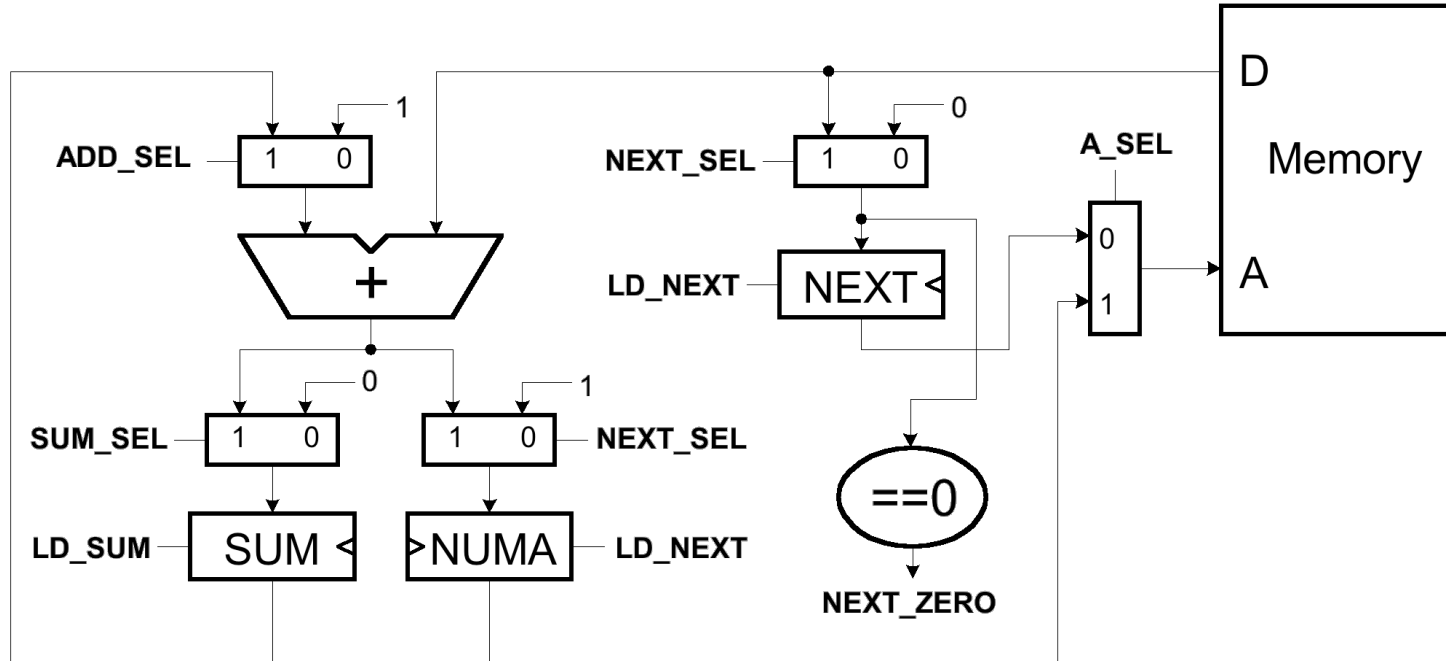 D
1
0
ADD_SEL
1 0
NEXT_SEL
1 0
A_SEL
Memory
0
1
A
+
LD_NEXT
NEXT
0
1
SUM_SEL
1 0
1 0
NEXT_SEL
==0
LD_SUM
SUM
NUMA
LD_NEXT
NEXT_ZERO